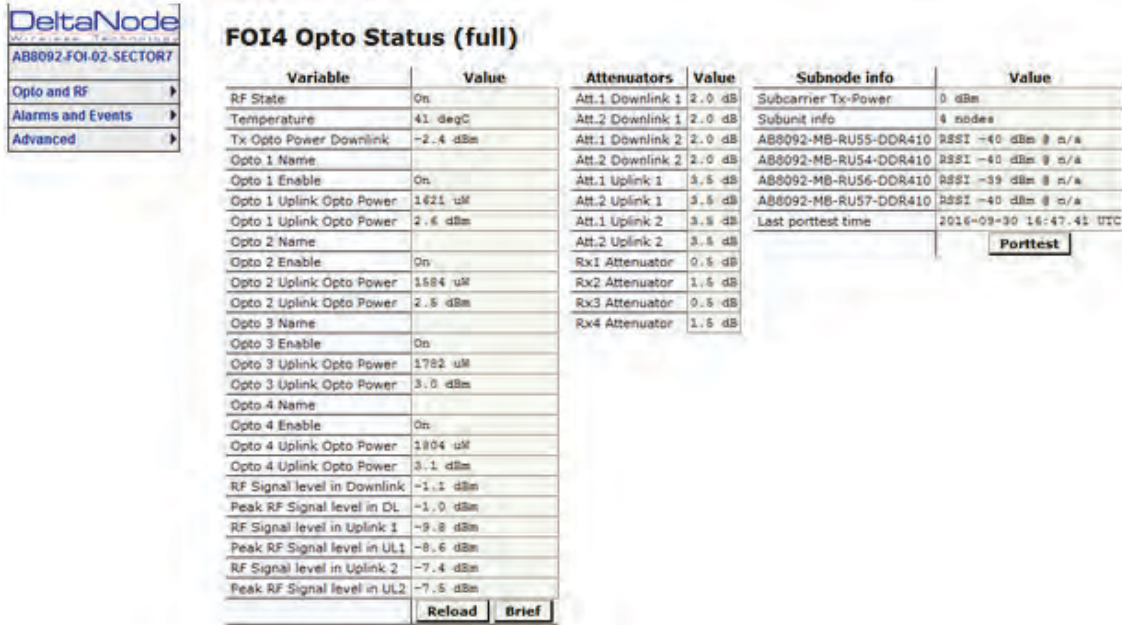 DeltaNode
Wireless Technology
AB8092-FOI-02-SECTOR7
Opto and RF
Alarms and Events
Advanced
FOI4 Opto Status (full)
Variable Value
RF State On
Temperature 41 degC
Tx Opto Power Downlink -2.4 dBm
Opto 1 Name
Opto 1 Enable On
Opto 1 Uplink Opto Power 1621 uW
Opto 1 Uplink Opto Power 2.6 dBm
Opto 2 Name
Opto 2 Enable On
Opto 2 Uplink Opto Power 1584 uW
Opto 2 Uplink Opto Power 2.5 dBm
Opto 3 Name
Opto 3 Enable On
Opto 3 Uplink Opto Power 1782 uW
Opto 3 Uplink Opto Power 3.0 dBm
Opto 4 Name
Opto 4 Enable On
Opto 4 Uplink Opto Power 1804 uW
Opto 4 Uplink Opto Power 3.1 dBm
RF Signal level in Downlink -1.1 dBm
Peak RF Signal level in DL -1.0 dBm
RF Signal level in Uplink 1 -9.8 dBm
Peak RF Signal level in UL1 -8.6 dBm
RF Signal level in Uplink 2 -7.4 dBm
Peak RF Signal level in UL2 -7.5 dBm
Reload Brief
Attenuators Value
Att.1 Downlink 1 2.0 dB
Att.2 Downlink 1 2.0 dB
Att.1 Downlink 2 2.0 dB
Att.2 Downlink 2 2.0 dB
Att.1 Uplink 1 3.5 dB
Att.2 Uplink 1 3.5 dB
Att.1 Uplink 2 3.5 dB
Att.2 Uplink 2 3.5 dB
Rx1 Attenuator 0.5 dB
Rx2 Attenuator 1.5 dB
Rx3 Attenuator 0.5 dB
Rx4 Attenuator 1.5 dB
Subnode info Value
Subcarrier Tx-Power 0 dBm
Subunit info 4 nodes
AB8092-MB-RU55-DDR410 RSSI -40 dBm @ n/a
AB8092-MB-RU54-DDR410 RSSI -40 dBm @ n/a
AB8092-MB-RU56-DDR410 RSSI -39 dBm @ n/a
AB8092-MB-RU57-DDR410 RSSI -40 dBm @ n/a
Last porttest time 2016-09-30 16:47.41 UTC
Porttest